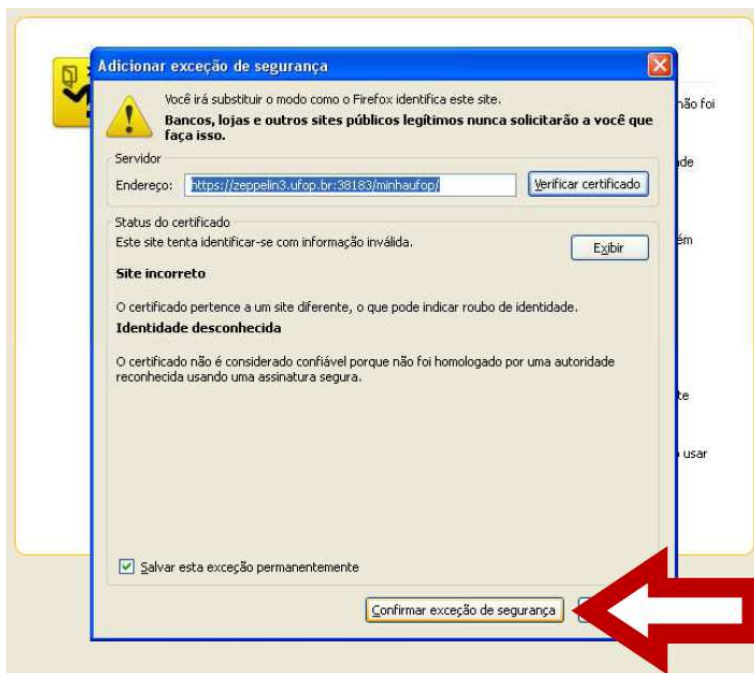 Adicionar exceção de segurança
Você irá substituir o modo como o Firefox identifica este site.
Bancos, lojas e outros sites públicos legítimos nunca solicitarão a você que
faça isso.
não foi
Servidor
Endereço: https://zeppelin3.ufop.br:38183/minhaufop/ Verificar certificado
de
Status do certificado
Este site tenta identificar-se com informação inválida.
Exibir
ém
Site incorreto
O certificado pertence a um site diferente, o que pode indicar roubo de identidade.
Identidade desconhecida
O certificado não é considerado confiável porque não foi homologado por uma autoridade
reconhecida usando uma assinatura segura.
te
usar
Salvar esta exceção permanentemente
Confirmar exceção de segurança